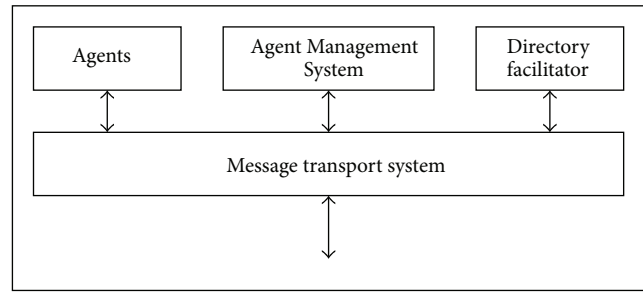 Agents
Agent Management
System
Directory
facilitator
Message transport system